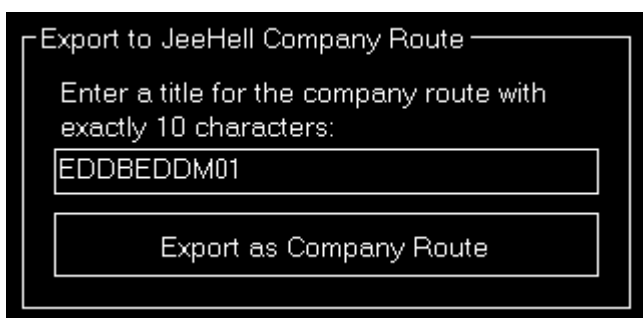 Export to JeeHell Company Route
Enter a title for the company route with
exactly 10 characters:
EDDBEDDM01
Export as Company Route